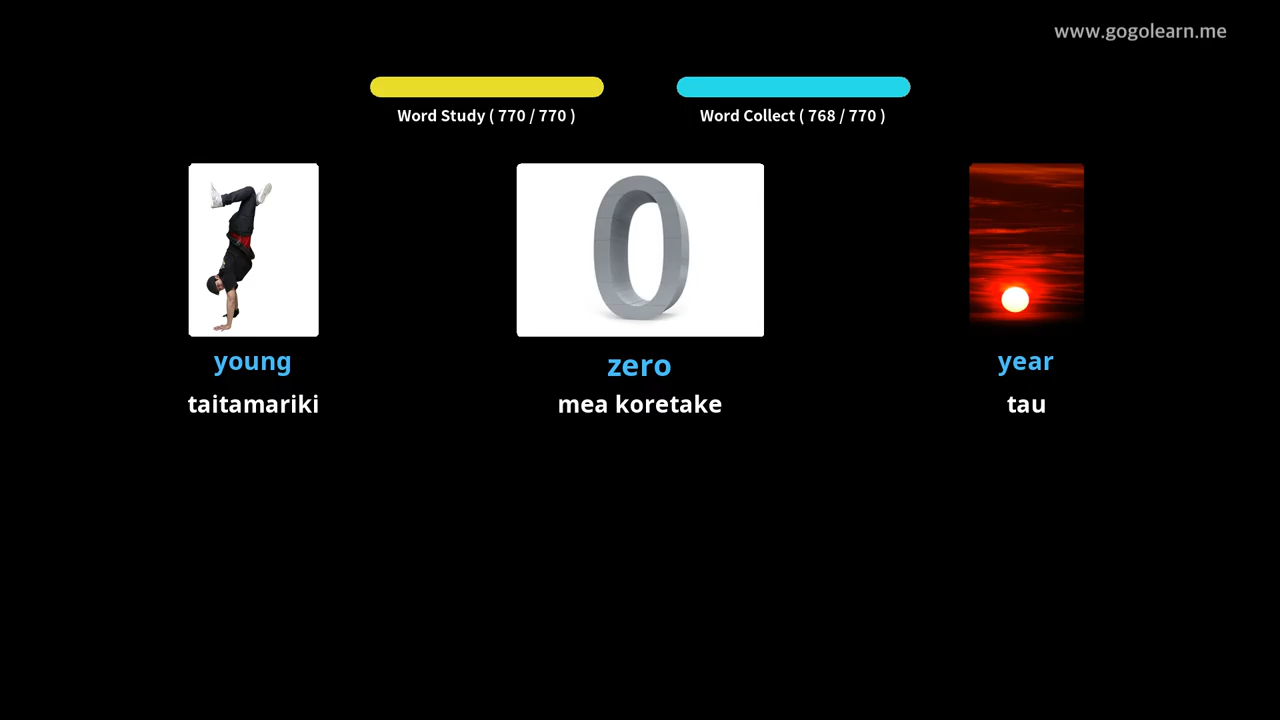 www.gogolearn.me
Word Study ( 770 / 770 )
Word Collect ( 768 / 770 )
young
zero
year
taitamariki
mea koretake
tau